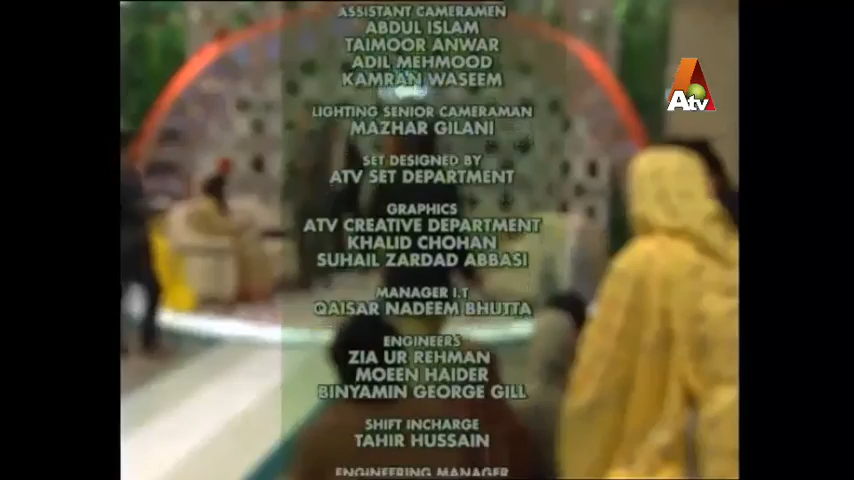 ASSISTANT CAMERAMEN
ABDUL ISLAM
TAIMOOR ANWAR
ADIL MEHMOOD
KAMRAN WASEEM
LIGHTING SENIOR CAMERAMAN
MAZHAR GILANI
SET DESIGNED BY
ATV SET DEPARTMENT
GRAPHICS
ATV CREATIVE DEPARTMENT
KHALID CHOHAN
SUHAIL ZARDAD ABBASI
MANAGER I.T
QAISAR NADEEM BHUTTA
ENGINEERS
ZIA UR REHMAN
MOEEN HAIDER
BINYAMIN GEORGE GILL
SHIFT INCHARGE
TAHIR HUSSAIN
ENGINEERING MANAGER
Atv